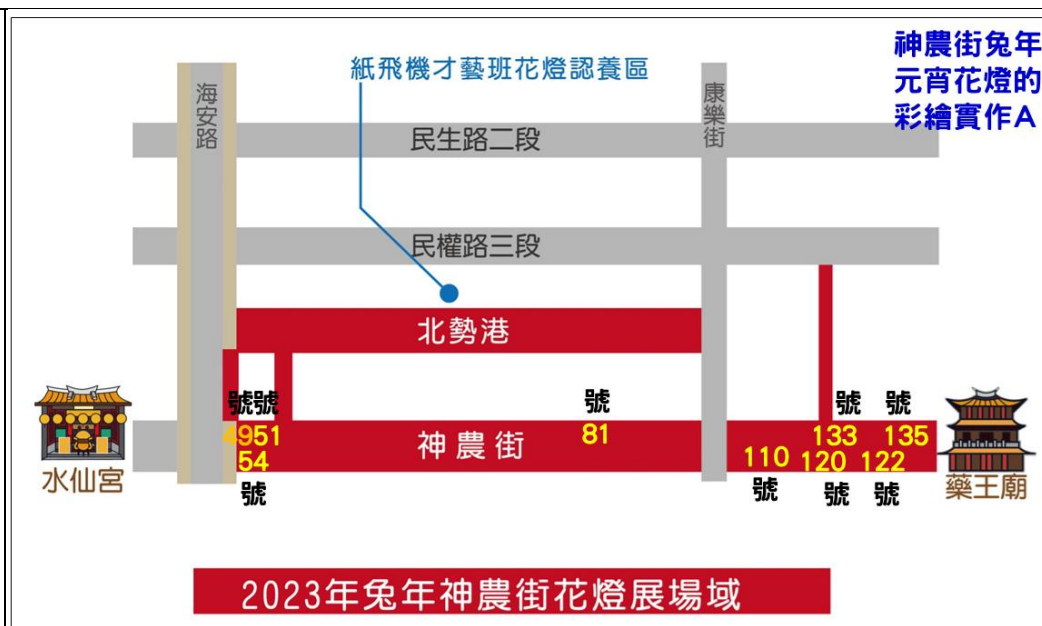 神農街兔年
元宵花燈的
彩繪實作A
紙飛機才藝班花燈認養區
海安路
康樂街
民生路二段
民權路三段
北勢港
號號
號
號
號
4951
神農街
81
133
135
54
110
120
122
號
號
號
號
水仙宮
藥王廟
2023年兔年神農街花燈展場域